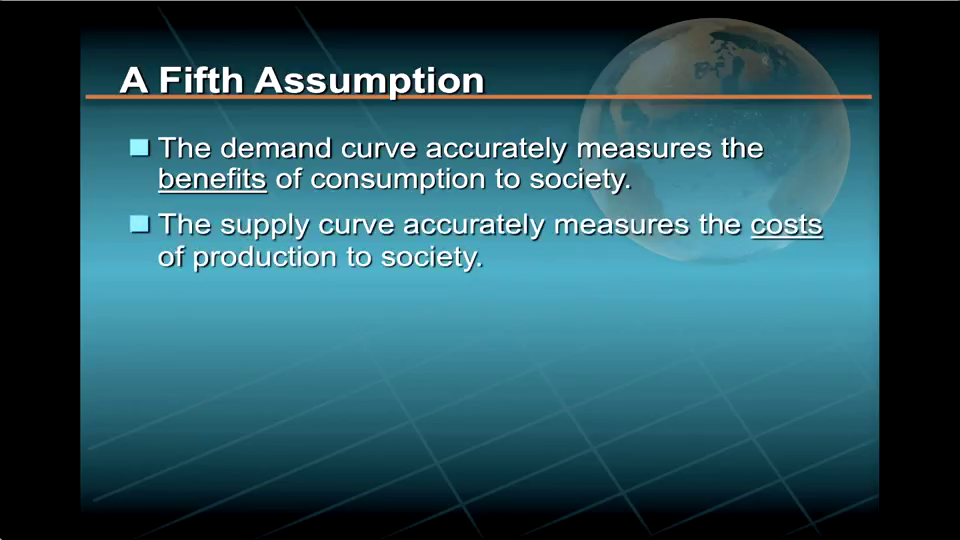 A Fifth Assumption
The demand curve accurately measures the
benefits of consumption to society.
The supply curve accurately measures the costs
of production to society.